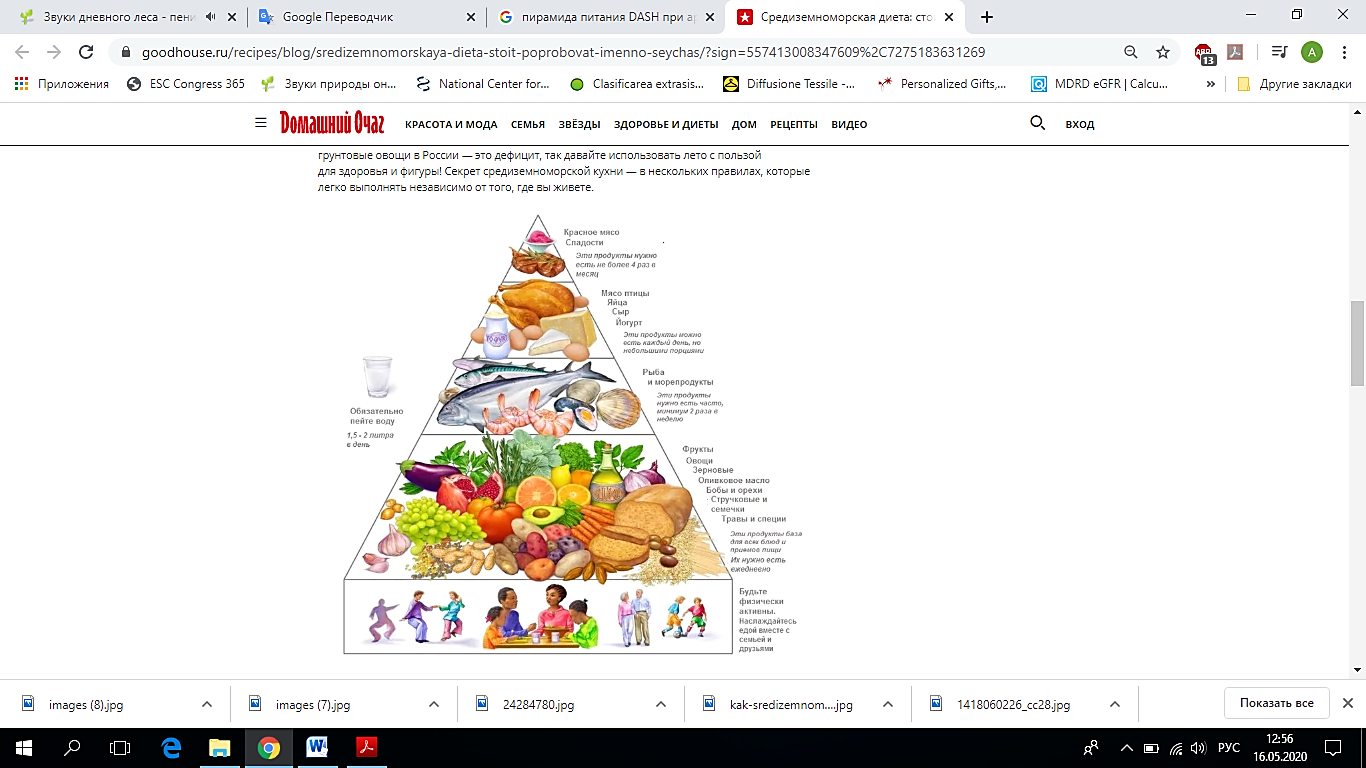 Звуки дневного леса - пени
Google Переводчик
пирамида питания DASH при ар
Средиземноморская диета: сто
goodhouse.ru/recipes/blog/sredizemnomorskaya-dieta-stoit-poprobovat-imenno-seychas/?sign=557413008347609%2C7275183631269
ABP
13
A
Приложения
ESC Congress 365
Звуки природы он...
National Center for...
Clasificarea extrasis...
Diffusione Tessile -...
Personalized Gifts,...
MDRD eGFR | Calcu...
»
Другие закладки
Домашний Очаг
КРАСОТА И МОДА
СЕМЬЯ
ЗВЁЗДЫ
ЗДОРОВЬЕ И ДИЕТЫ
ДОМ
РЕЦЕПТЫ
ВИДЕО
ВХОД
грунтовые овощи в России — это дефицит, так давайте использовать лето с пользой
для здоровья и фигуры! Секрет средиземноморской кухни — в нескольких правилах, которые
легко выполнять независимо от того, где вы живете.
Красное мясо
Сладости
Эти продукты нужно
есть не более 4 раз в
месяц
Мясо птицы
Яйца
Сыр
Йогурт
Эти продукты можно
есть каждый день, но
небольшими порциями
Рыба
и морепродукты
Эти продукты
нужно есть часто,
минимум 2 раза в
неделю
Обязательно
пейте воду
1,5 - 2 литра
в день
Фрукты
Овощи
Зерновые
Оливковое масло
Бобы и орехи
Стручковые и
семечки
Травы и специи
Эти продукты база
для всех блюд и
приемов пищи
Их нужно есть
ежедневно
Будьте
физически
активны.
Наслаждайтесь
едой вместе с
семьей и
друзьями
images (8).jpg
images (7).jpg
24284780.jpg
kak-sredizemnom....jpg
1418060226_cc28.jpg
Показать все
РУС
12:56
16.05.2020